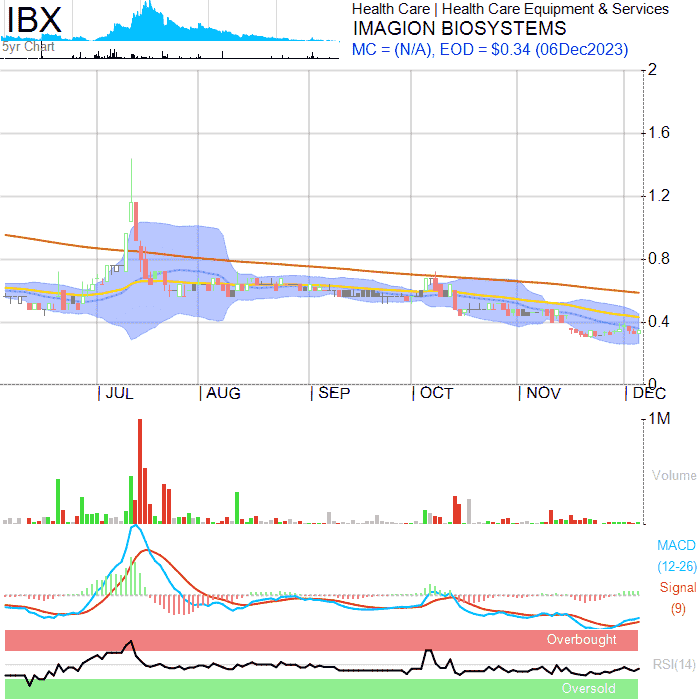 IBX
5yr Chart
Health Care | Health Care Equipment & Services
IMAGION BIOSYSTEMS
MC = (N/A), EOD = $0.34 (06Dec2023)
2
1.6
1.2
0.8
0.4
0
JUL AUG SEP OCT NOV DEC
1M
Volume
MACD
(12-26)
Signal
(9)
Overbought
RSI(14)
Oversold